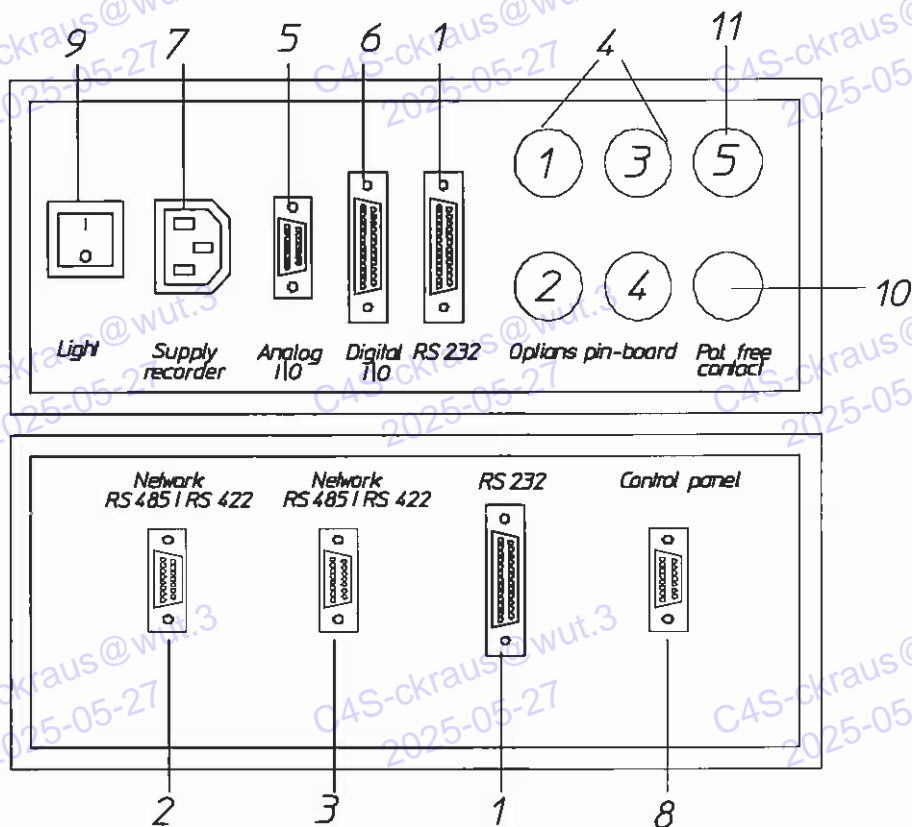 9 7 5 6 1 4 11
1 3 5
1
2 4
10
Light Supply recorder Analog I\O Digital I\O RS 232 Options pin-board Pot. free contact
Network RS 485 / RS 422 Network RS 485 / RS 422 RS 232 Control panel
2 3 1 8
C4S-ckraus@wut.3
2025-05-27